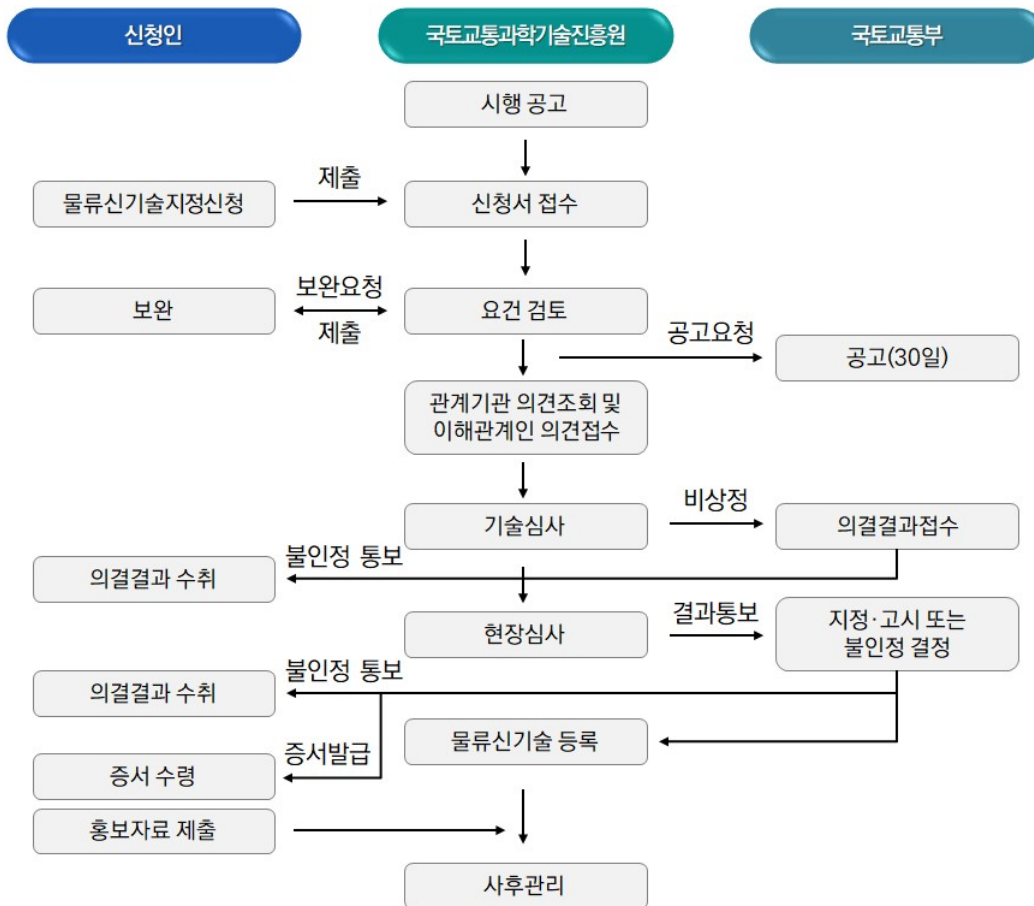 신청인
국토교통과학기술진흥원
국토교통부
시행 공고
제출
물류신기술지정신청
신청서 접수
보완요청
보완
요건 검토
제출
공고요청
공고(30일)
관계기관 의견조회 및
이해관계인 의견접수
비상정
기술심사
의결결과접수
불인정 통보
의결결과 수취
결과통보
현장심사
지정·고시 또는
불인정 결정
불인정 통보
의결결과 수취
물류신기술 등록
증서발급
증서 수령
홍보자료 제출
사후관리